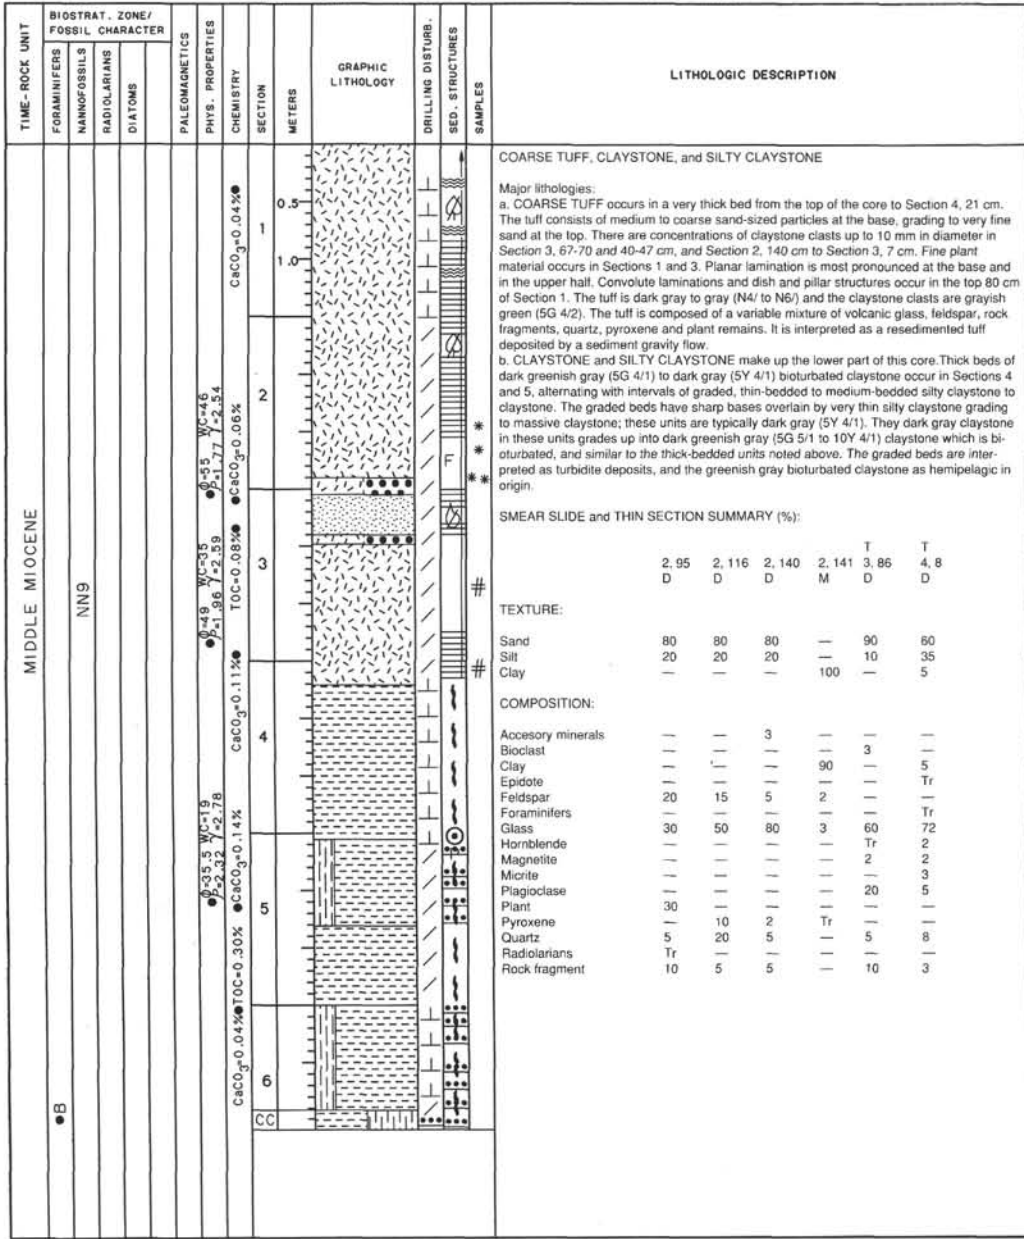 TIME-ROCK UNIT
BIOSTRAT. ZONE/
FOSSIL CHARACTER
FORAMINIFERS
NANNOFOSSILS
RADIOLARIANS
DIATOMS
PALEOMAGNETICS
PHYS. PROPERTIES
CHEMISTRY
SECTION
METERS
GRAPHIC
LITHOLOGY
DRILLING DISTURB.
SED. STRUCTURES
SAMPLES
LITHOLOGIC DESCRIPTION
MIDDLE MIOCENE
●B
NN9
●Φ=55 WC=46
ρ=1.77 γ=2.54
●Φ=49 WC=35
ρ=1.96 γ=2.59
●Φ=35.5 WC=19
ρ=2.32 γ=2.78
CaCO3=0.04%●
●CaCO3=0.06%
TOC=0.08%●
CaCO3=0.11%●
●CaCO3=0.14%
CaCO3=0.04%●TOC=0.30%
1
2
3
4
5
6
CC
0.5
1.0
F
*
*
**
#
#
COARSE TUFF, CLAYSTONE, and SILTY CLAYSTONE
Major lithologies:
a. COARSE TUFF occurs in a very thick bed from the top of the core to Section 4, 21 cm.
The tuff consists of medium to coarse sand-sized particles at the base, grading to very fine
sand at the top. There are concentrations of claystone clasts up to 10 mm in diameter in
Section 3, 67-70 and 40-47 cm, and Section 2, 140 cm to Section 3, 7 cm. Fine plant
material occurs in Sections 1 and 3. Planar lamination is most pronounced at the base and
in the upper half. Convolute laminations and dish and pillar structures occur in the top 80 cm
of Section 1. The tuff is dark gray to gray (N4/ to N6/) and the claystone clasts are grayish
green (5G 4/2). The tuff is composed of a variable mixture of volcanic glass, feldspar, rock
fragments, quartz, pyroxene and plant remains. It is interpreted as a resedimented tuff
deposited by a sediment gravity flow.
b. CLAYSTONE and SILTY CLAYSTONE make up the lower part of this core.Thick beds of
dark greenish gray (5G 4/1) to dark gray (5Y 4/1) bioturbated claystone occur in Sections 4
and 5, alternating with intervals of graded, thin-bedded to medium-bedded silty claystone to
claystone. The graded beds have sharp bases overlain by very thin silty claystone grading
to massive claystone; these units are typically dark gray (5Y 4/1). They dark gray claystone
in these units grades up into dark greenish gray (5G 5/1 to 10Y 4/1) claystone which is bi-
oturbated, and similar to the thick-bedded units noted above. The graded beds are inter-
preted as turbidite deposits, and the greenish gray bioturbated claystone as hemipelagic in
origin.
SMEAR SLIDE and THIN SECTION SUMMARY (%):
T T
2, 95 2, 116 2, 140 2, 141 3, 86 4, 8
D D D M D D
TEXTURE:
Sand 80 80 80 — 90 60
Silt 20 20 20 — 10 35
Clay — — — 100 — 5
COMPOSITION:
Accesory minerals — — 3 — — —
Bioclast — — — — 3 —
Clay — — — 90 — 5
Epidote — — — — — Tr
Feldspar 20 15 5 2 — —
Foraminifers — — — — — Tr
Glass 30 50 80 3 60 72
Hornblende — — — — Tr 2
Magnetite — — — — 2 2
Micrite — — — — — 3
Plagioclase — — — — 20 5
Plant 30 — — — — —
Pyroxene — 10 2 Tr — —
Quartz 5 20 5 — 5 8
Radiolarians Tr — — — — —
Rock fragment 10 5 5 — 10 3